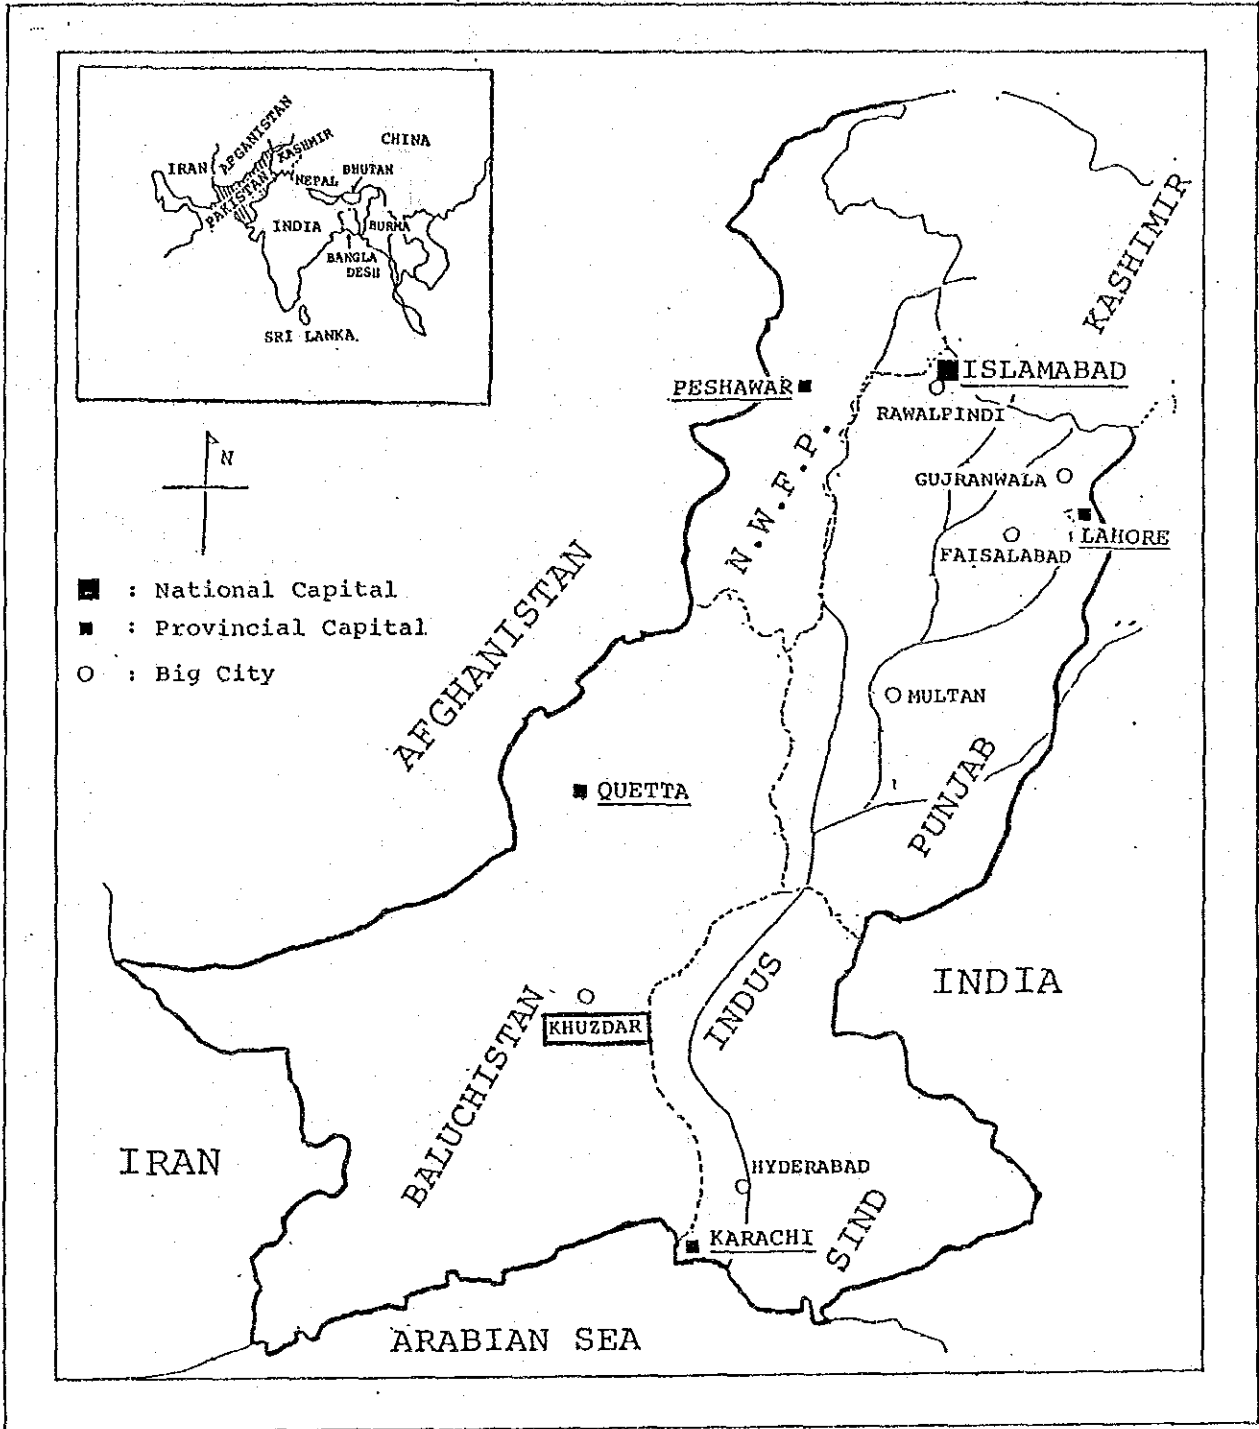 AFGANISTAN
KASHMIR
CHINA
IRAN
PAKISTAN
NEPAL
BHUTAN
INDIA
BURMA
BANGLA
DESH
SRI LANKA.
N
: National Capital
: Provincial Capital
: Big City
KASHIMIR
ISLAMABAD
PESHAWAR
RAWALPINDI
N.W.F.P.
GUJRANWALA
LAHORE
FAISALABAD
AFGHANISTAN
MULTAN
PUNJAB
QUETTA
INDUS
INDIA
BALUCHISTAN
KHUZDAR
IRAN
HYDERABAD
SIND
KARACHI
ARABIAN SEA